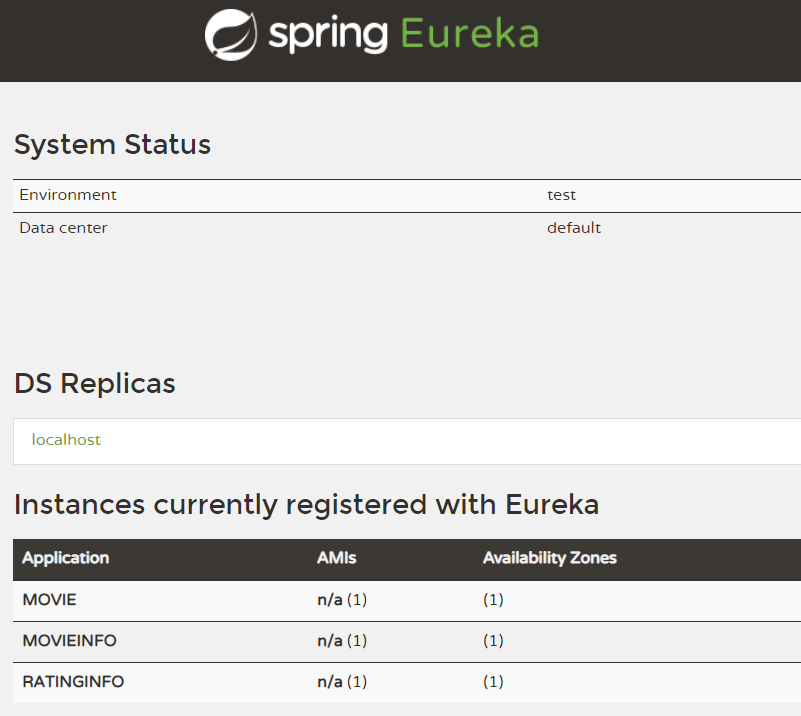 spring Eureka
System Status
Environment test
Data center default
DS Replicas
localhost
Instances currently registered with Eureka
Application AMIs Availability Zones
MOVIE n/a (1) (1)
MOVIEINFO n/a (1) (1)
RATINGINFO n/a (1) (1)